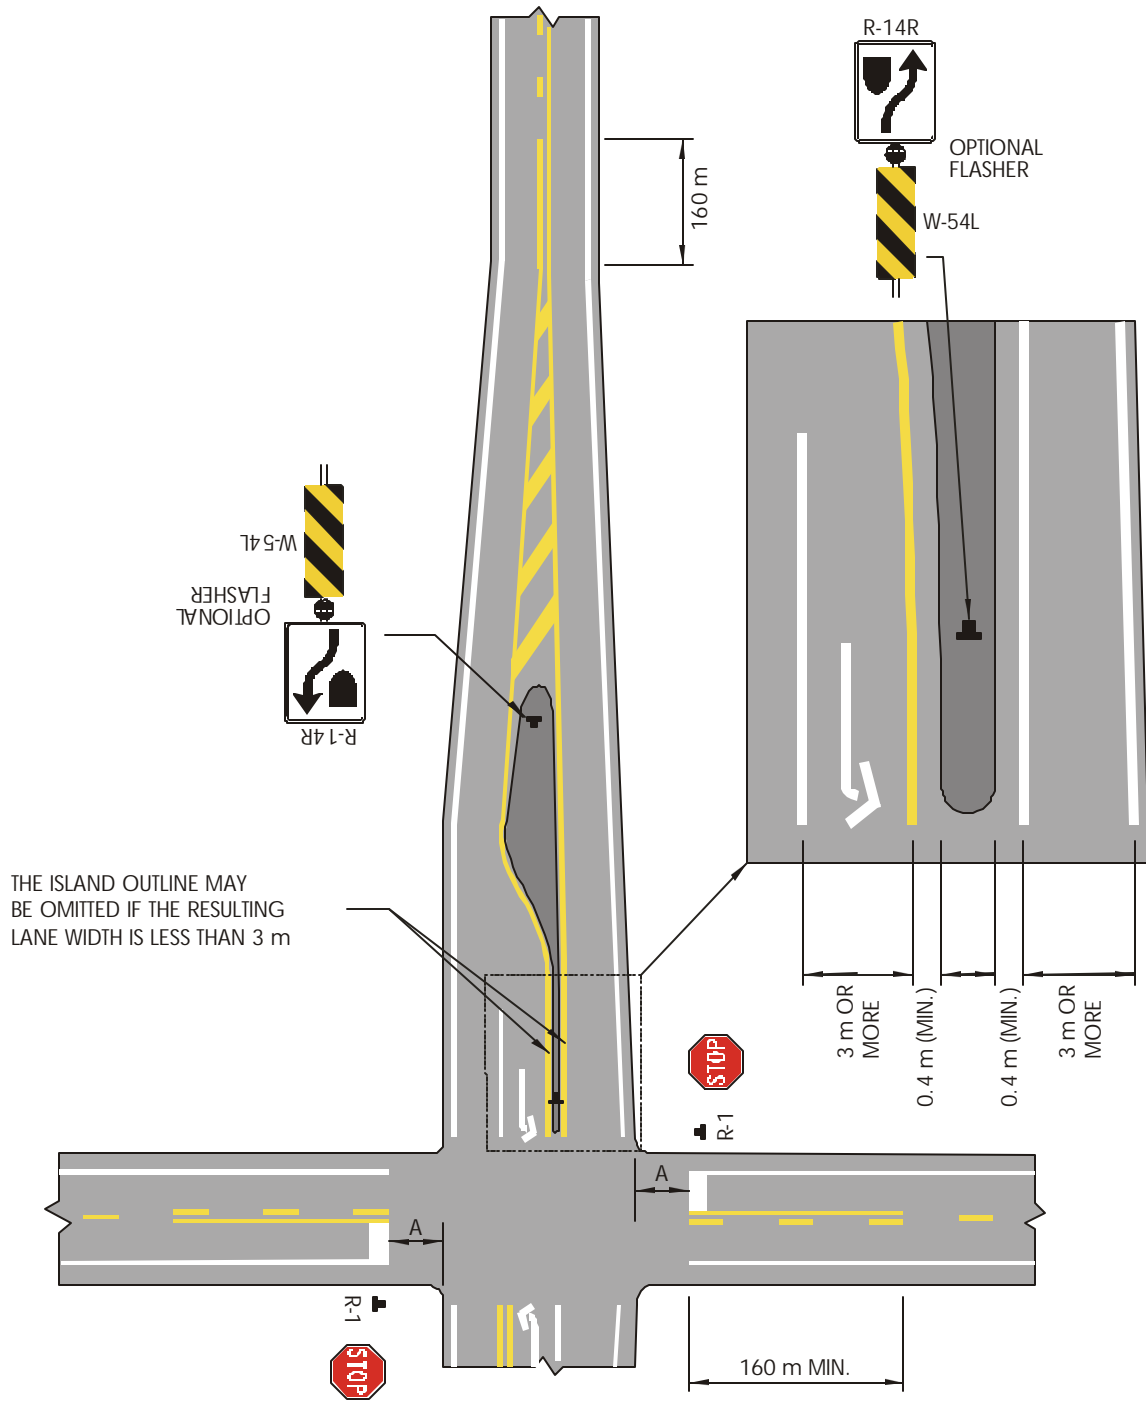 R-14R
OPTIONAL
FLASHER
W-54L
160 m
W-54L
OPTIONAL
FLASHER
R-14R
THE ISLAND OUTLINE MAY
BE OMITTED IF THE RESULTING
LANE WIDTH IS LESS THAN 3 m
3 m OR
MORE
0.4 m (MIN.)
0.4 m (MIN.)
3 m OR
MORE
STOP
R-1
A
A
R-1
STOP
160 m MIN.